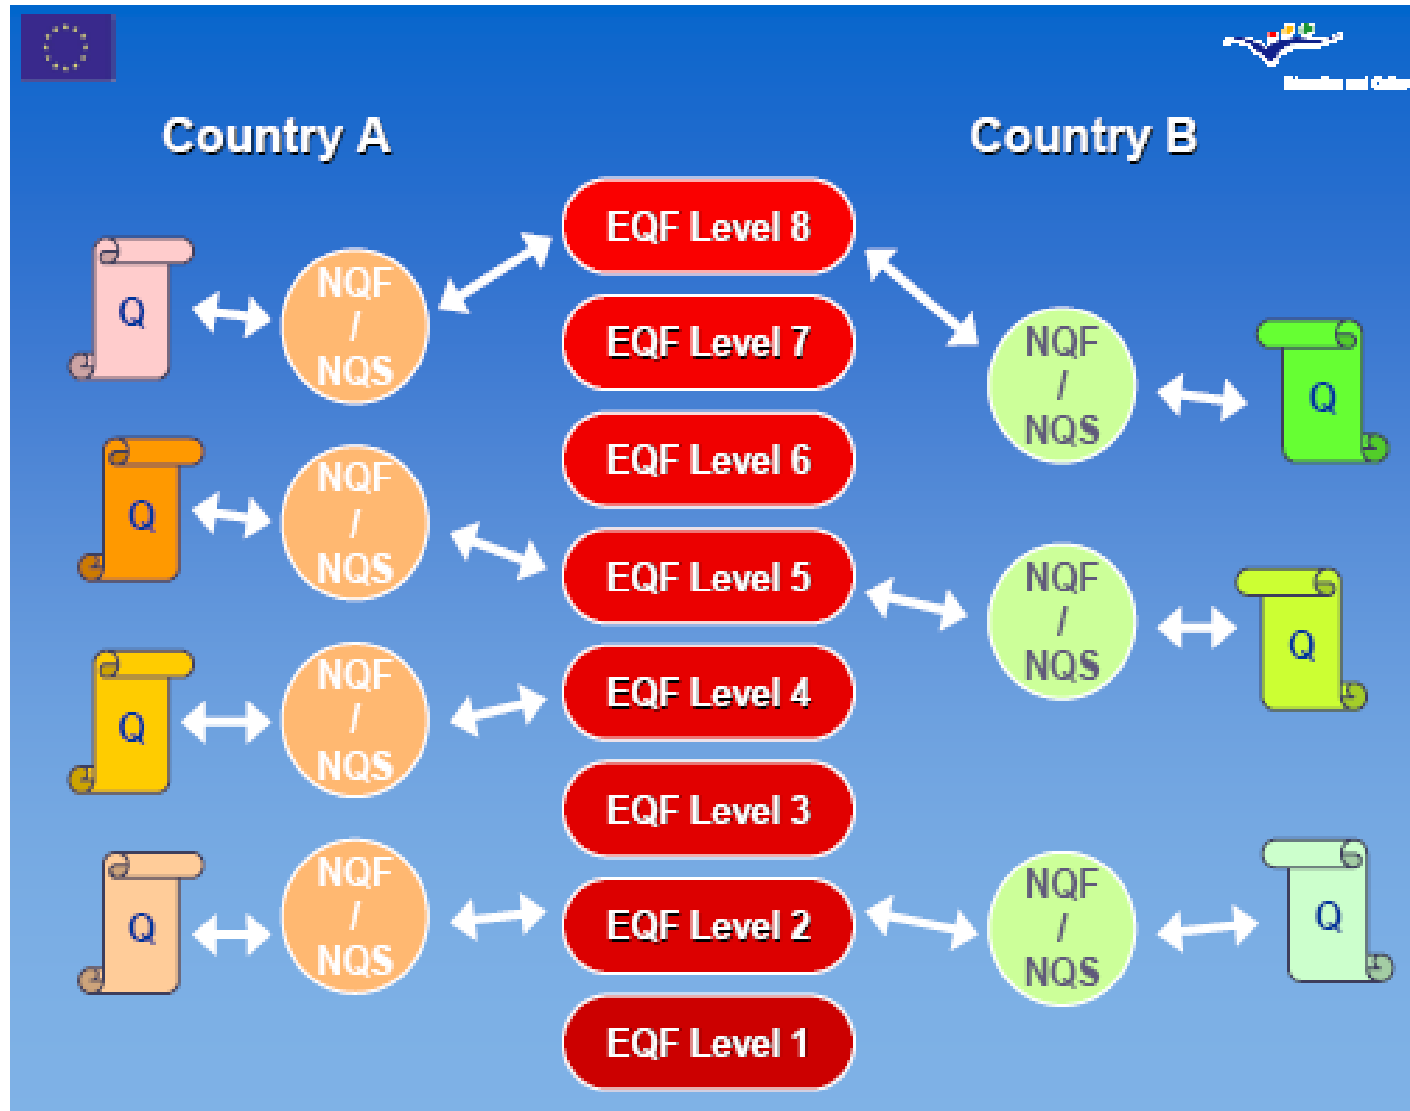 Country A
Country B
EQF Level 8
EQF Level 7
EQF Level 6
EQF Level 5
EQF Level 4
EQF Level 3
EQF Level 2
EQF Level 1
Q
NQF
/
NQS
Q
NQF
/
NQS
Q
NQF
/
NQS
Q
NQF
/
NQS
NQF
/
NQS
Q
NQF
/
NQS
Q
NQF
/
NQS
Q